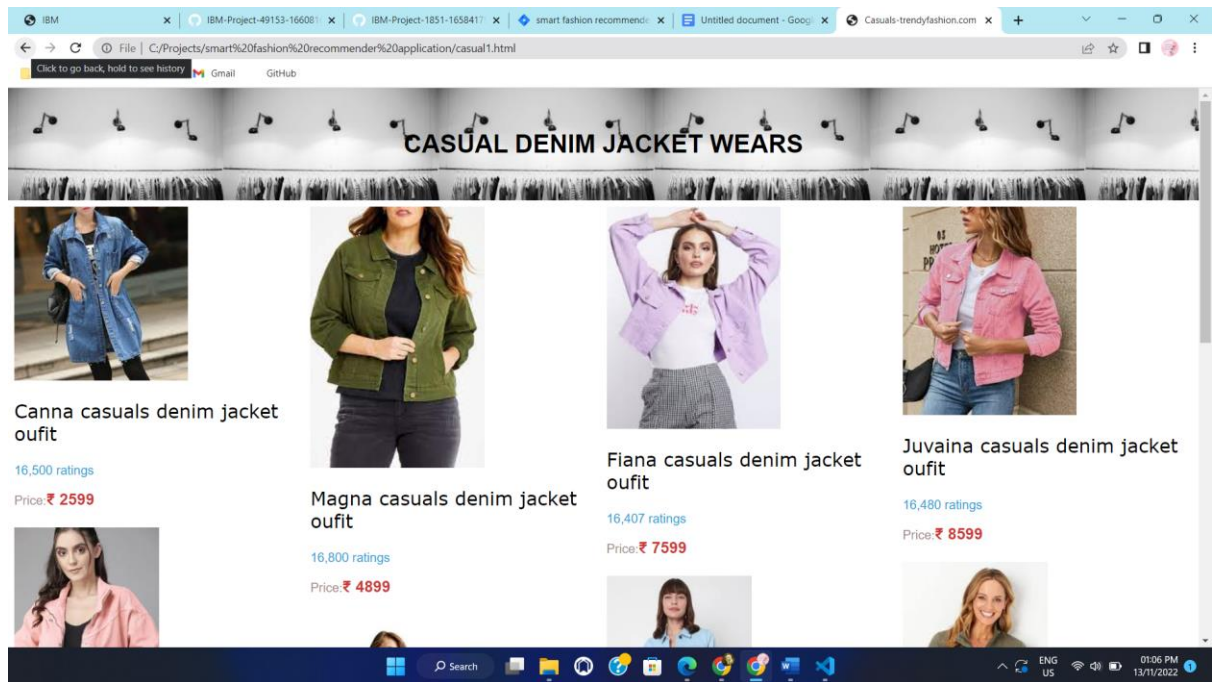 IBM
IBM-Project-49153-16608
IBM-Project-1851-1658417
smart fashion recommende
Untitled document - Googl
Casuals-trendyfashion.com
File | C:/Projects/smart%20fashion%20recommender%20application/casual1.html
Click to go back, hold to see history
Gmail
GitHub
CASUAL DENIM JACKET WEARS
Canna casuals denim jacket
oufit
16,500 ratings
Price:₹ 2599
Magna casuals denim jacket
oufit
16,800 ratings
Price:₹ 4899
Fiana casuals denim jacket
oufit
16,407 ratings
Price:₹ 7599
03
HOT
PR
Juvaina casuals denim jacket
oufit
16,480 ratings
Price:₹ 8599
Search
ENG
US
01:06 PM
13/11/2022